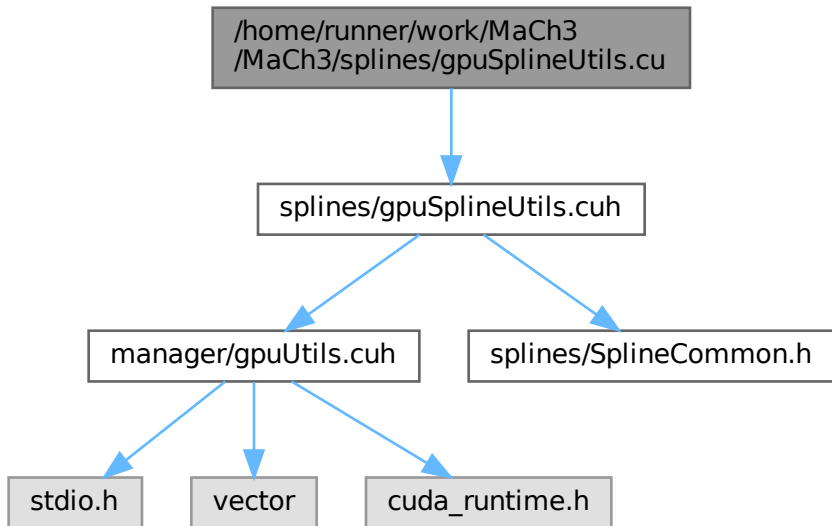 /home/runner/work/MaCh3
/MaCh3/splines/gpuSplineUtils.cu
splines/gpuSplineUtils.cuh
manager/gpuUtils.cuh
splines/SplineCommon.h
stdio.h
vector
cuda_runtime.h